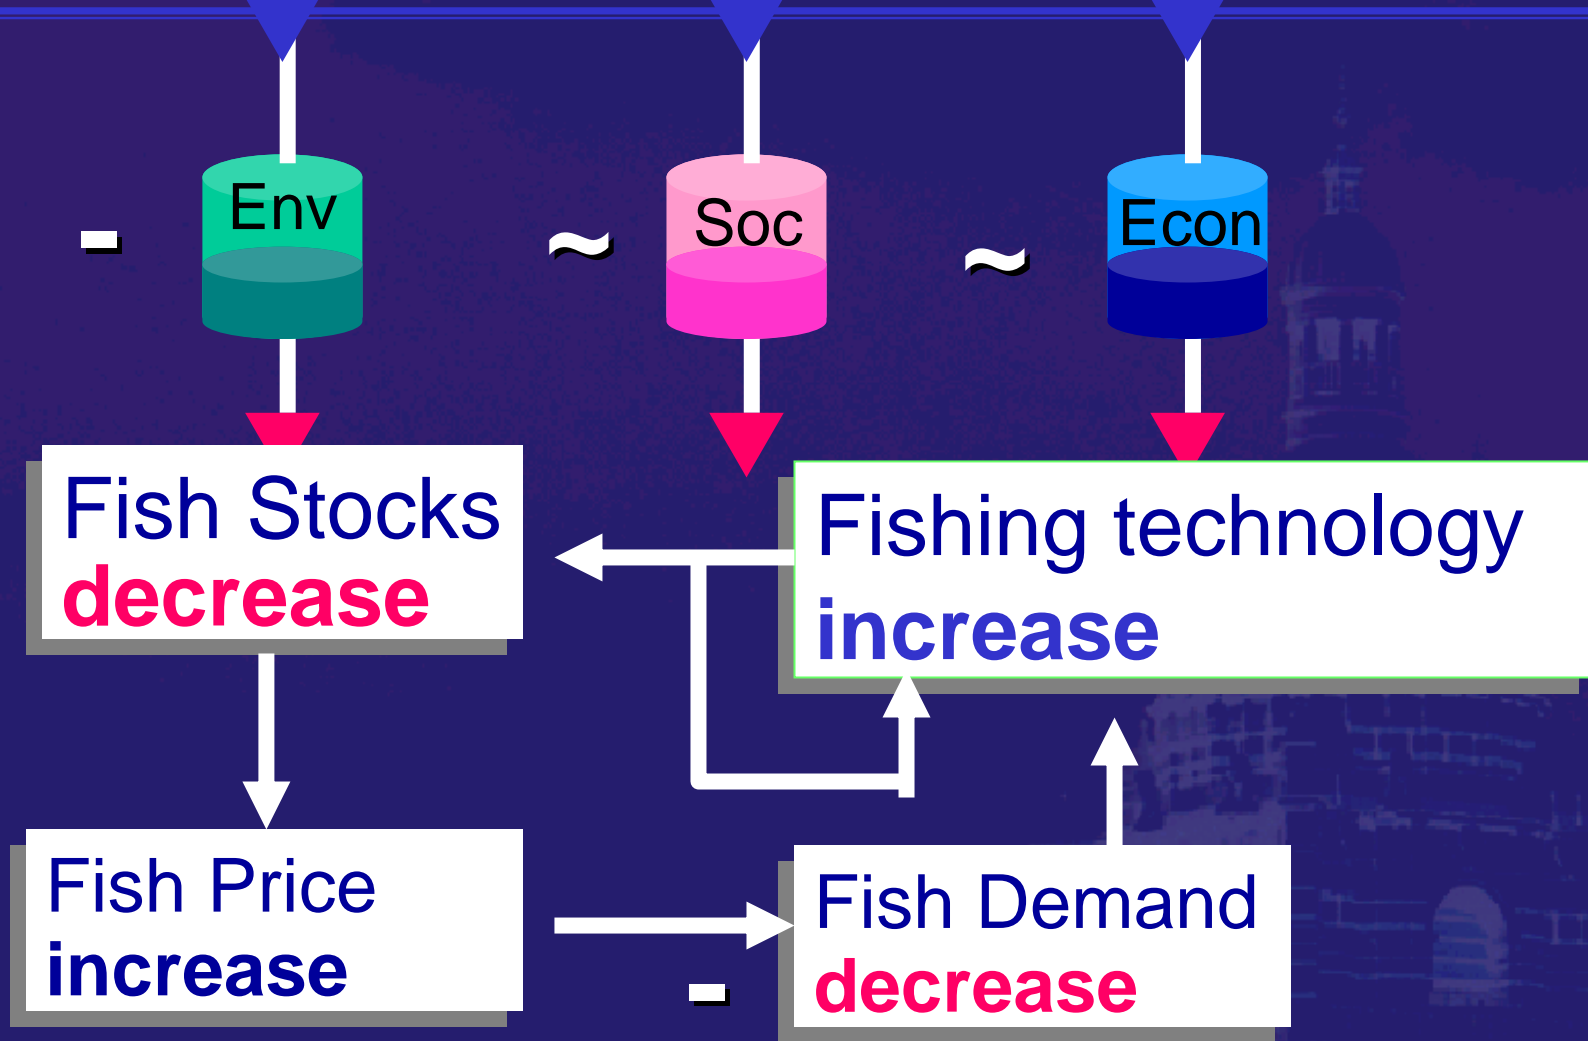 -
Env
~
Soc
~
Econ
Fish Stocks
decrease
Fishing technology
increase
Fish Price
increase
-
Fish Demand
decrease